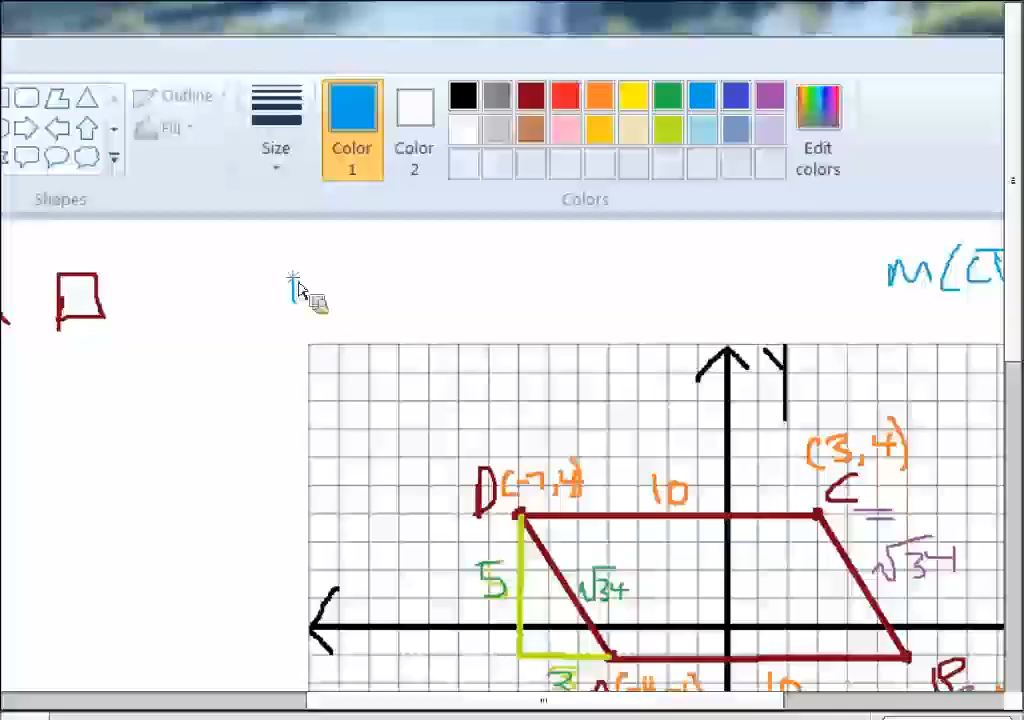 Outline
Fill
Size
Color
1
Color
2
Edit
colors
Shapes
Colors
Y
(3,4)
D(-7,4)
10
C
5
√34
√34
3
10
B